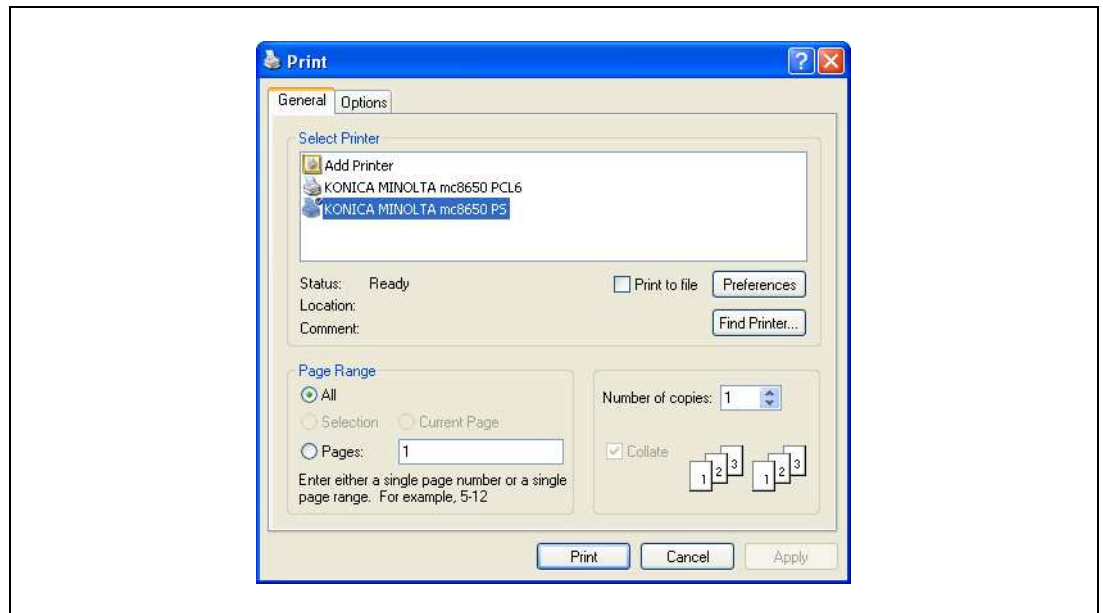 Print
General Options
Select Printer
Add Printer
KONICA MINOLTA mc8650 PCL6
KONICA MINOLTA mc8650 PS
Status: Ready
Print to file Preferences
Location:
Comment:
Find Printer...
Page Range
All
Selection Current Page
Pages: 1
Enter either a single page number or a single
page range. For example, 5-12
Number of copies: 1
Collate
1 2 3 1 2 3
Print Cancel Apply